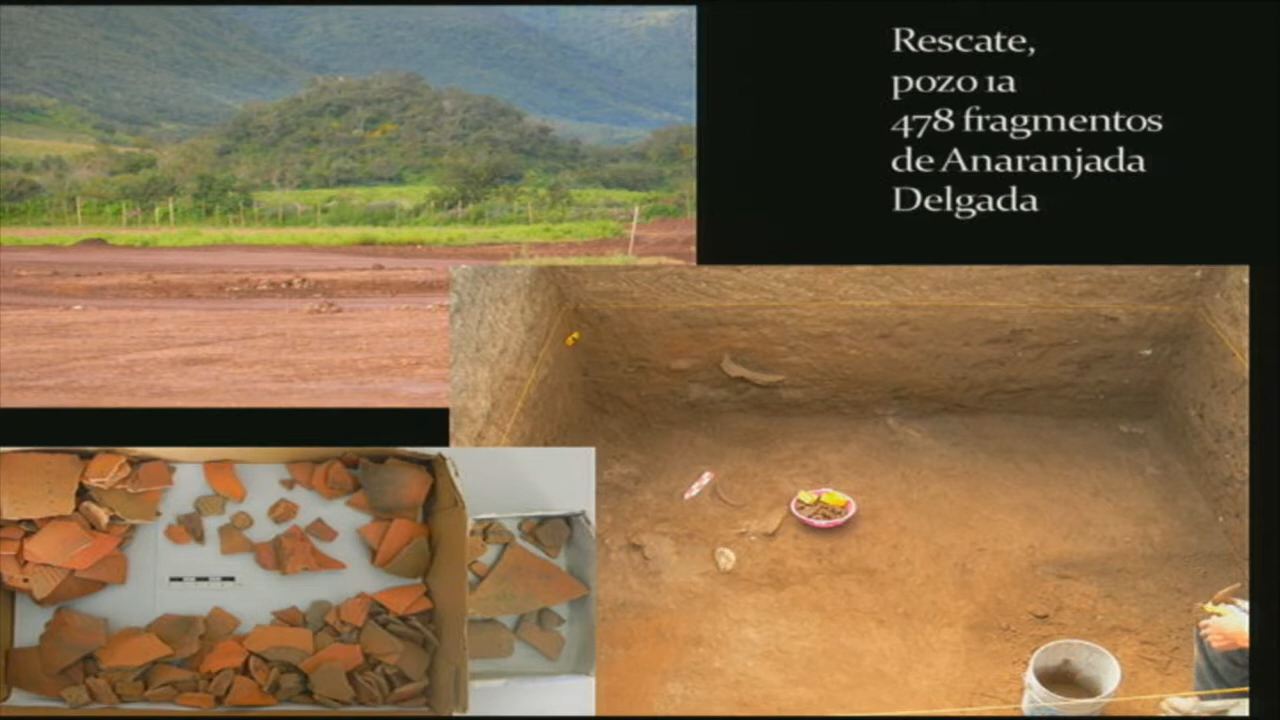 Rescate,
pozo 1a
478 fragmentos
de Anaranjada
Delgada